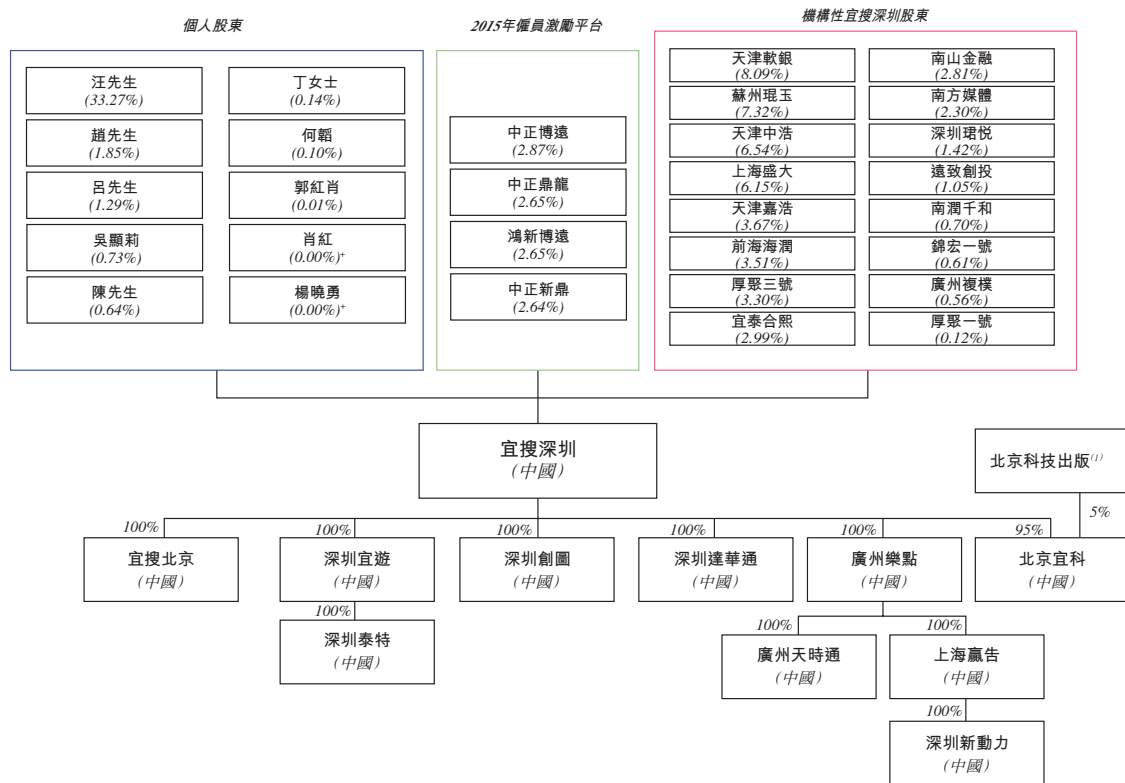 個人股東
汪先生
(33.27%)
丁女士
(0.14%)
趙先生
(1.85%)
何韜
(0.10%)
呂先生
(1.29%)
郭紅肖
(0.01%)
吳顯莉
(0.73%)
肖紅
(0.00%)+
陳先生
(0.64%)
楊曉勇
(0.00%)+
2015年僱員激勵平台
中正博遠
(2.87%)
中正鼎龍
(2.65%)
鴻新博遠
(2.65%)
中正新鼎
(2.64%)
機構性宜搜深圳股東
天津軟銀
(8.09%)
南山金融
(2.81%)
蘇州琨玉
(7.32%)
南方媒體
(2.30%)
天津中浩
(6.54%)
深圳珺悅
(1.42%)
上海盛大
(6.15%)
遠致創投
(1.05%)
天津嘉浩
(3.67%)
南潤千和
(0.70%)
前海海潤
(3.51%)
錦宏一號
(0.61%)
厚聚三號
(3.30%)
廣州複樸
(0.56%)
宜泰合熙
(2.99%)
厚聚一號
(0.12%)
宜搜深圳
(中國)
北京科技出版(1)
100%
100%
100%
100%
100%
95%
5%
宜搜北京
(中國)
深圳宜遊
(中國)
深圳創圖
(中國)
深圳達華通
(中國)
廣州樂點
(中國)
北京宜科
(中國)
100%
100%
100%
深圳泰特
(中國)
廣州天時通
(中國)
上海贏告
(中國)
100%
深圳新動力
(中國)